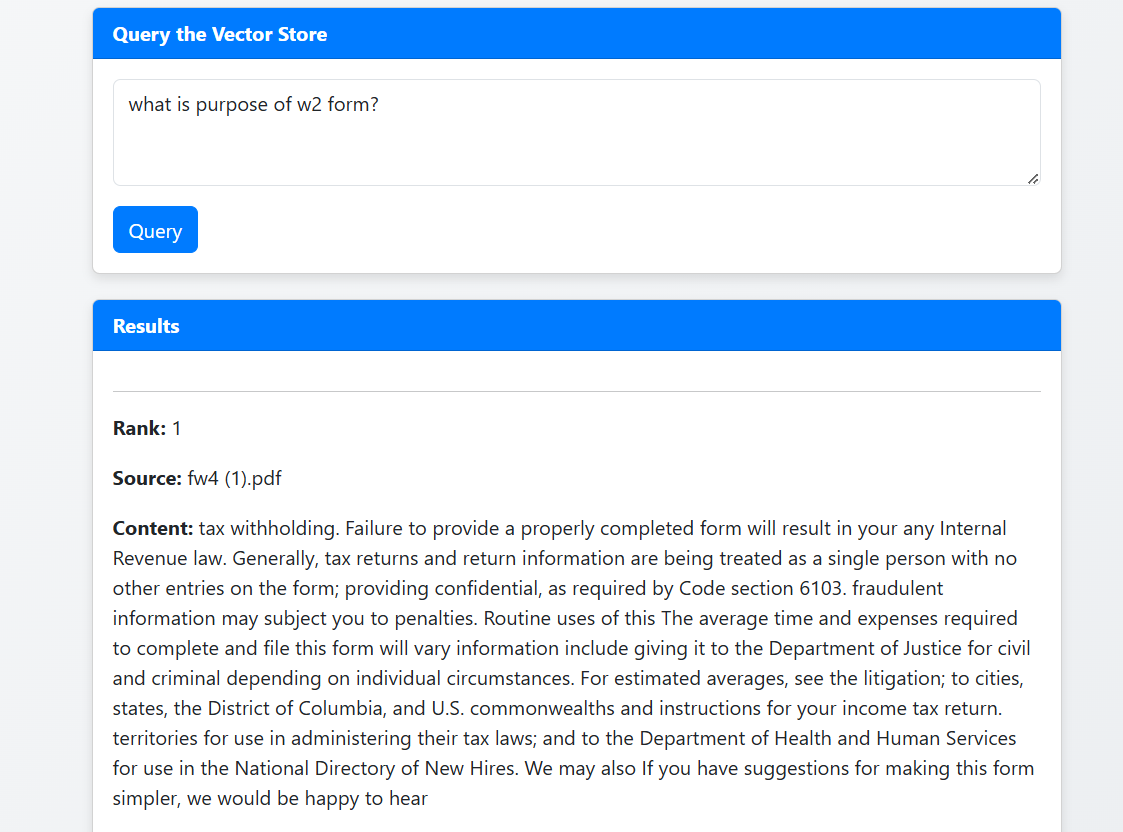 Query the Vector Store
what is purpose of w2 form?
Query
Results
Rank: 1
Source: fw4 (1).pdf
Content: tax withholding. Failure to provide a properly completed form will result in your any Internal
Revenue law. Generally, tax returns and return information are being treated as a single person with no
other entries on the form; providing confidential, as required by Code section 6103. fraudulent
information may subject you to penalties. Routine uses of this The average time and expenses required
to complete and file this form will vary information include giving it to the Department of Justice for civil
and criminal depending on individual circumstances. For estimated averages, see the litigation; to cities,
states, the District of Columbia, and U.S. commonwealths and instructions for your income tax return.
territories for use in administering their tax laws; and to the Department of Health and Human Services
for use in the National Directory of New Hires. We may also If you have suggestions for making this form
simpler, we would be happy to hear